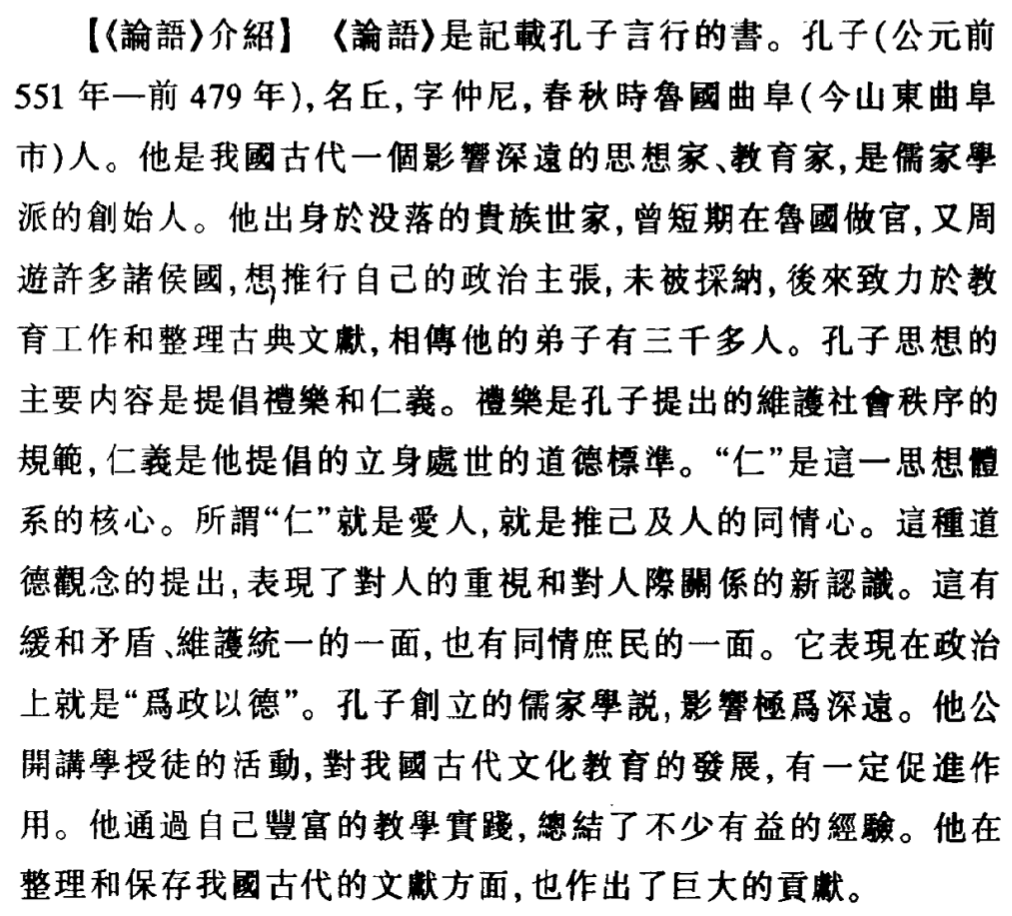 【《論語》介紹】 《論語》是記載孔子言行的書。孔子(公元前
551 年—前 479 年),名丘,字仲尼,春秋時魯國曲阜(今山東曲阜
市)人。他是我國古代一個影響深遠的思想家、教育家,是儒家學
派的創始人。他出身於没落的貴族世家,曾短期在魯國做官,又周
遊許多諸侯國,想推行自己的政治主張,未被採納,後來致力於教
育工作和整理古典文獻,相傳他的弟子有三千多人。孔子思想的
主要内容是提倡禮樂和仁義。禮樂是孔子提出的維護社會秩序的
規範,仁義是他提倡的立身處世的道德標準。“仁”是這一思想體
系的核心。所謂“仁”就是愛人,就是推己及人的同情心。這種道
德觀念的提出,表現了對人的重視和對人際關係的新認識。這有
緩和矛盾、維護統一的一面,也有同情庶民的一面。它表現在政治
上就是“爲政以德”。孔子創立的儒家學説,影響極爲深遠。他公
開講學授徒的活動,對我國古代文化教育的發展,有一定促進作
用。他通過自己豐富的教學實踐,總結了不少有益的經驗。他在
整理和保存我國古代的文獻方面,也作出了巨大的貢獻。